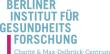 BERLINER
INSTITUT FÜR
GESUNDHEITS
FORSCHUNG
Charité & Max-Delbrück-Centrum